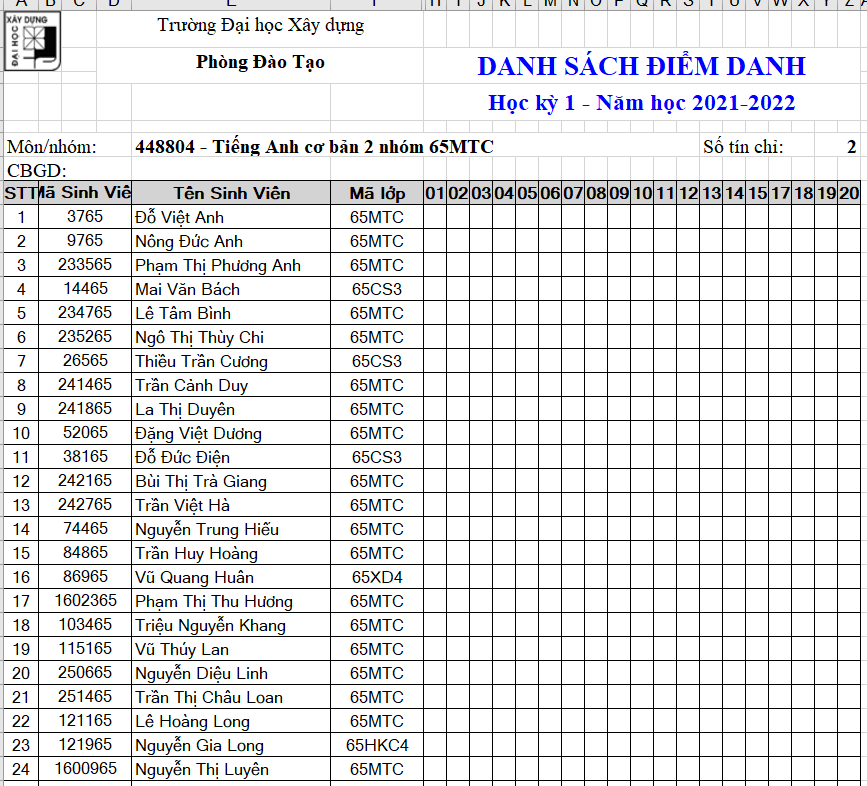 A B C D E F H I J K L M N O P Q R S T U V W X Y Z
XÂY DỰNG
ĐẠI HỌC
Trường Đại học Xây dựng
Phòng Đào Tạo
DANH SÁCH ĐIỂM DANH
Học kỳ 1 - Năm học 2021-2022
Môn/nhóm: 448804 - Tiếng Anh cơ bản 2 nhóm 65MTC Số tín chỉ: 2
CBGD:
STT Mã Sinh Viê Tên Sinh Viên Mã lớp 01 02 03 04 05 06 07 08 09 10 11 12 13 14 15 17 18 19 20
1 3765 Đỗ Việt Anh 65MTC
2 9765 Nông Đức Anh 65MTC
3 233565 Phạm Thị Phương Anh 65MTC
4 14465 Mai Văn Bách 65CS3
5 234765 Lê Tâm Bình 65MTC
6 235265 Ngô Thị Thùy Chi 65MTC
7 26565 Thiều Trần Cương 65CS3
8 241465 Trần Cảnh Duy 65MTC
9 241865 La Thị Duyên 65MTC
10 52065 Đặng Việt Dương 65MTC
11 38165 Đỗ Đức Điện 65CS3
12 242165 Bùi Thị Trà Giang 65MTC
13 242765 Trần Việt Hà 65MTC
14 74465 Nguyễn Trung Hiếu 65MTC
15 84865 Trần Huy Hoàng 65MTC
16 86965 Vũ Quang Huân 65XD4
17 1602365 Phạm Thị Thu Hương 65MTC
18 103465 Triệu Nguyễn Khang 65MTC
19 115165 Vũ Thúy Lan 65MTC
20 250665 Nguyễn Diệu Linh 65MTC
21 251465 Trần Thị Châu Loan 65MTC
22 121165 Lê Hoàng Long 65MTC
23 121965 Nguyễn Gia Long 65HKC4
24 1600965 Nguyễn Thị Luyên 65MTC